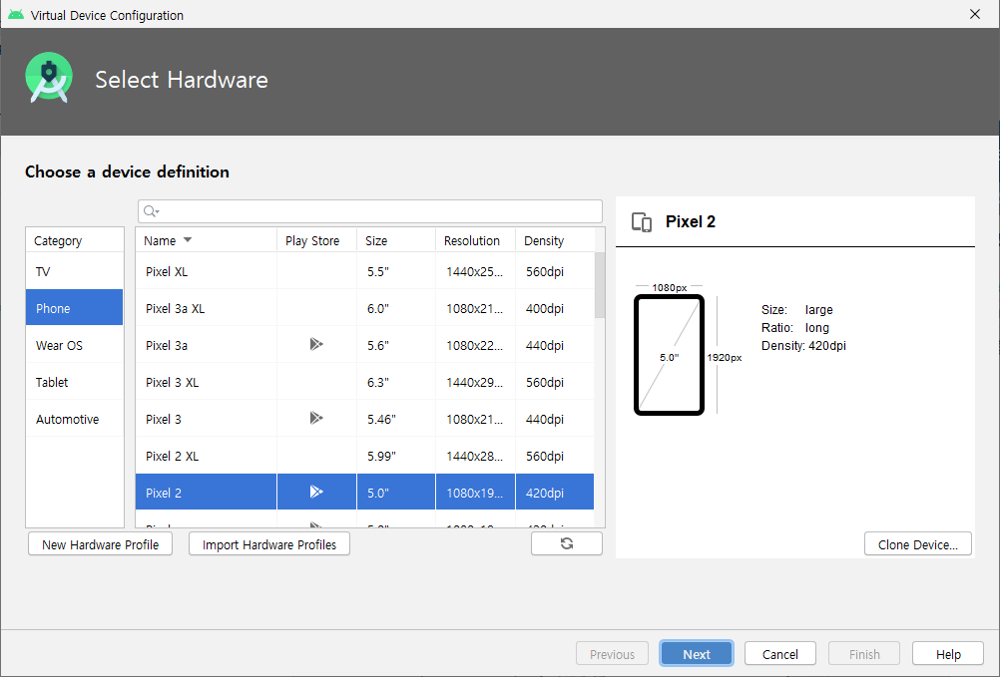 Virtual Device Configuration
Select Hardware
Choose a device definition
Category
TV
Phone
Wear OS
Tablet
Automotive
Name Play Store Size Resolution Density
Pixel XL 5.5" 1440x25... 560dpi
Pixel 3a XL 6.0" 1080x21... 400dpi
Pixel 3a 5.6" 1080x22... 440dpi
Pixel 3 XL 6.3" 1440x29... 560dpi
Pixel 3 5.46" 1080x21... 440dpi
Pixel 2 XL 5.99" 1440x28... 560dpi
Pixel 2 5.0" 1080x19... 420dpi
New Hardware Profile
Import Hardware Profiles
Pixel 2
1080px
5.0"
1920px
Size: large
Ratio: long
Density: 420dpi
Clone Device...
Previous
Next
Cancel
Finish
Help